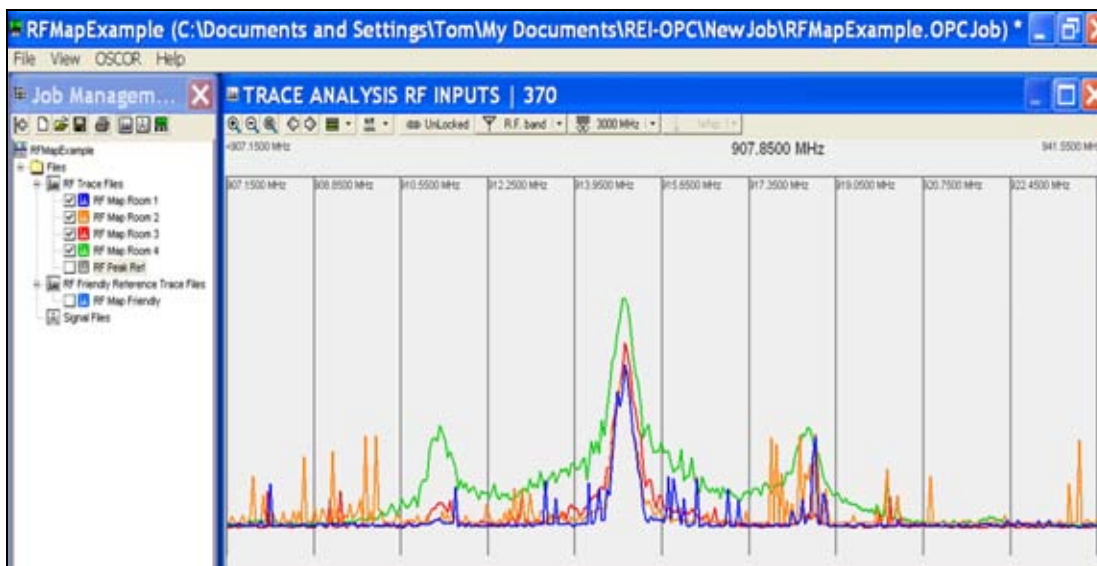 RFMapExample (C:\Documents and Settings\Tom\My Documents\REI-OPC\NewJob\RFMapExample.OPCJob) *
File View OSCOR Help
Job Managem...
TRACE ANALYSIS RF INPUTS | 370
UnLocked R.F. band 3000 MHz
<907.1500 MHz 907.8500 MHz 941.5500 MH
907.1500 MHz 908.8500 MHz 910.5500 MHz 912.2500 MHz 913.9500 MHz 915.6500 MHz 917.3500 MHz 919.0500 MHz 920.7500 MHz 922.4500 MHz
RFMapExample
Files
RF Trace Files
RF Map Room 1
RF Map Room 2
RF Map Room 3
RF Map Room 4
RF Peak Ref
RF Friendly Reference Trace Files
RF Map Friendly
Signal Files